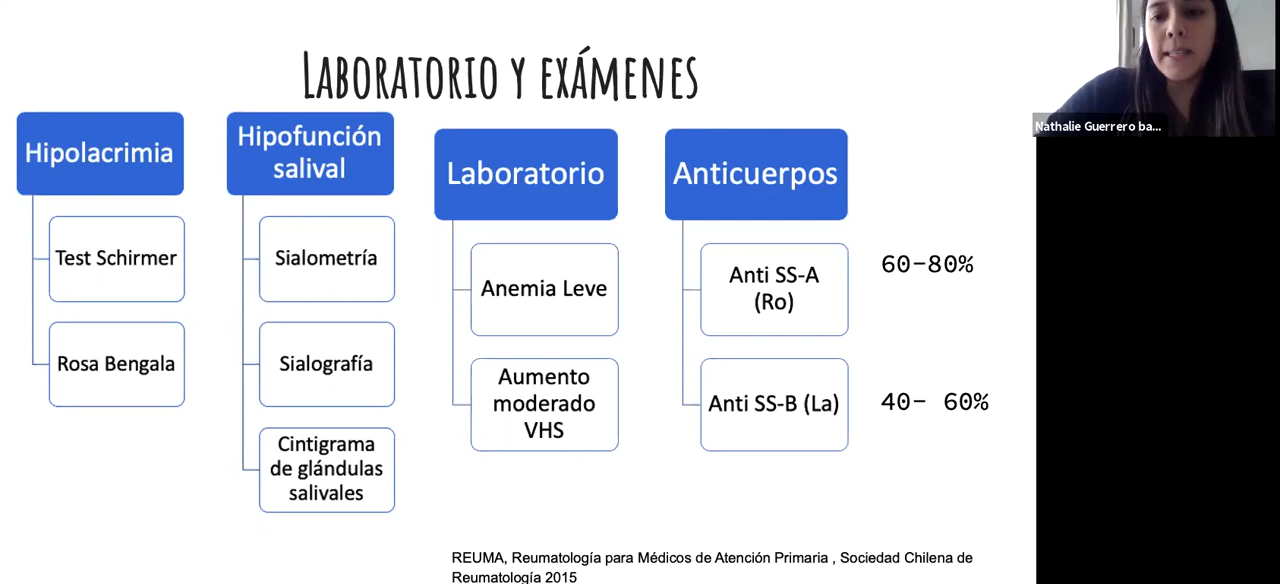 LABORATORIO Y EXÁMENES
Hipolacrimia
Test Schirmer
Rosa Bengala
Hipofunción
salival
Sialometría
Sialografía
Cintigrama
de glándulas
salivales
Laboratorio
Anemia Leve
Aumento
moderado
VHS
Anticuerpos
Anti SS-A
(Ro)
60-80%
Anti SS-B (La)
40- 60%
REUMA, Reumatología para Médicos de Atención Primaria , Sociedad Chilena de
Reumatología 2015
Nathalie Guerrero ba...